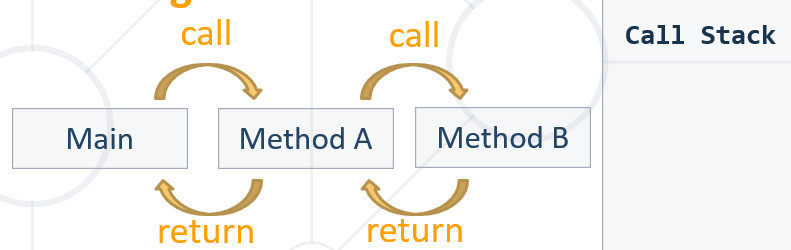 call
call
Call Stack
Main
Method A
Method B
return
return